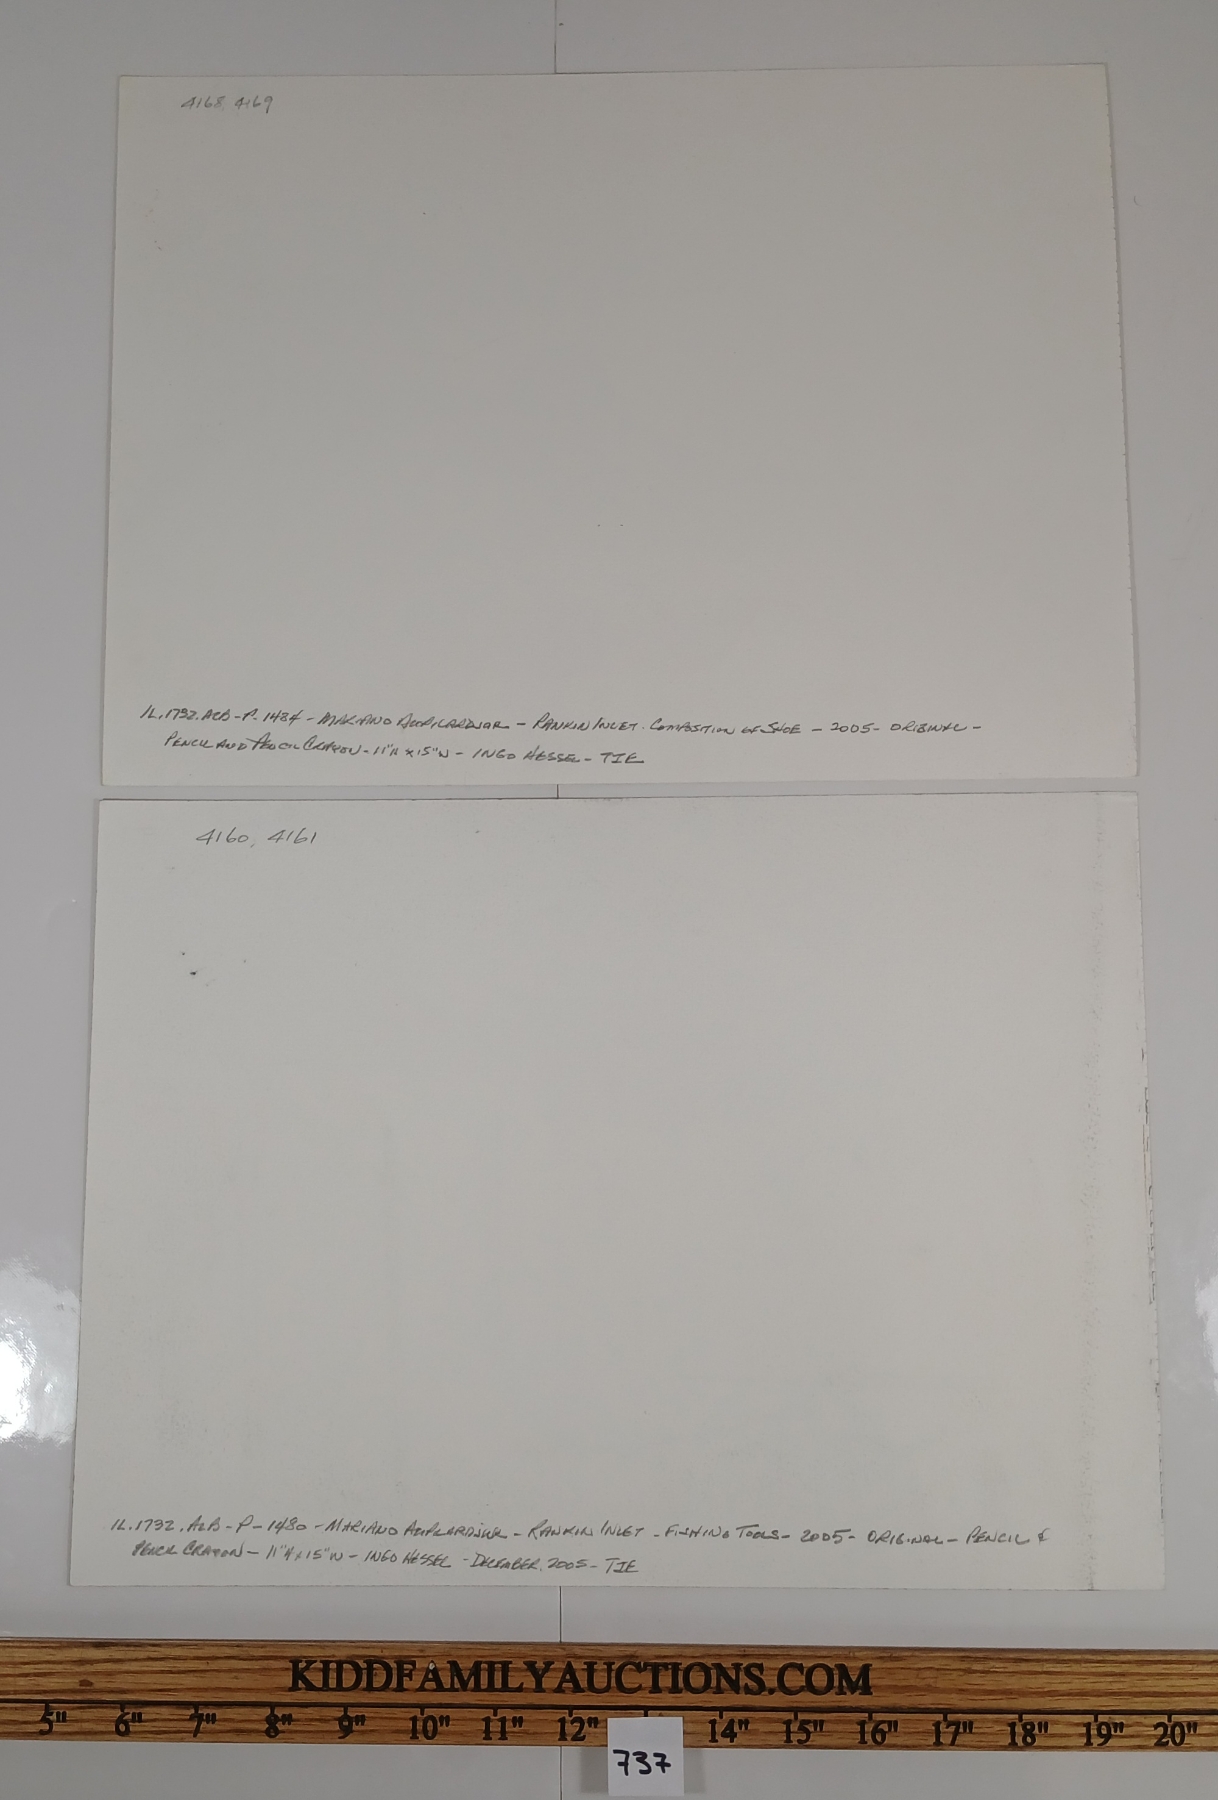 4168, 4169
IL.1732.AcB-P-1484 - MARIANO AUPILARDJUK - RANKIN INLET. COMPOSITION OF SHOE - 2005 - ORIGINAL -
PENCIL AND PENCIL CRAYON - 11"H x 15"W - INGO HESSEL - TIE
4160, 4161
IL.1732.AcB-P-1480 - MARIANO AUPILARDJUK - RANKIN INLET - FISHING TOOLS - 2005 - ORIGINAL - PENCIL &
PENCIL CRAYON - 11"H x 15"W - INGO HESSEL - DECEMBER, 2005 - TIE
KIDDFAMILYAUCTIONS.COM
5" 6" 7" 8" 9" 10" 11" 12" 14" 15" 16" 17" 18" 19" 20"
737